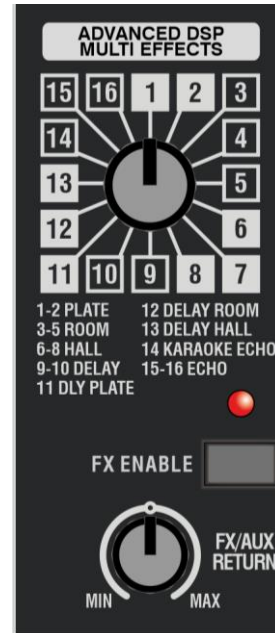 ADVANCED DSP
MULTI EFFECTS
15 16 1 2 3
14 4
13 5
12 6
11 10 9 8 7
1-2 PLATE
3-5 ROOM
6-8 HALL
9-10 DELAY
11 DLY PLATE
12 DELAY ROOM
13 DELAY HALL
14 KARAOKE ECHO
15-16 ECHO
FX ENABLE
FX/AUX
RETURN
MIN MAX